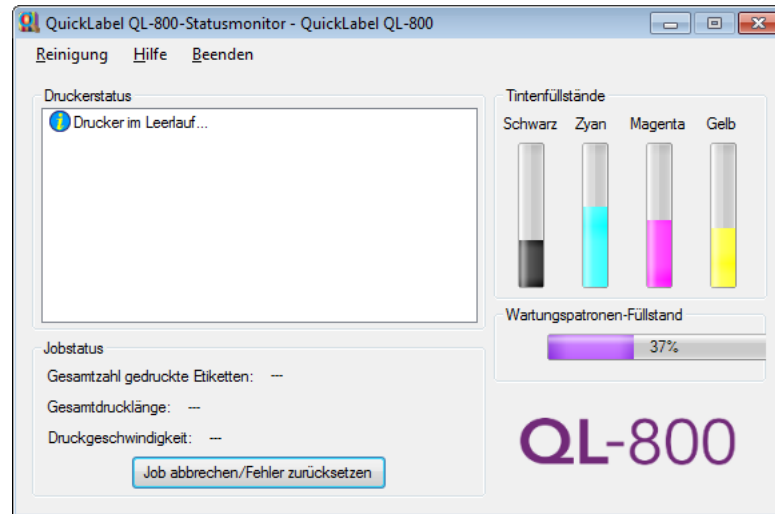 QuickLabel QL-800-Statusmonitor - QuickLabel QL-800
Reinigung Hilfe Beenden
Druckerstatus
Drucker im Leerlauf...
Tintenfüllstände
Schwarz Zyan Magenta Gelb
Wartungspatronen-Füllstand
37%
Jobstatus
Gesamtzahl gedruckte Etiketten: ---
Gesamtdrucklänge: ---
Druckgeschwindigkeit: ---
Job abbrechen/Fehler zurücksetzen
QL-800